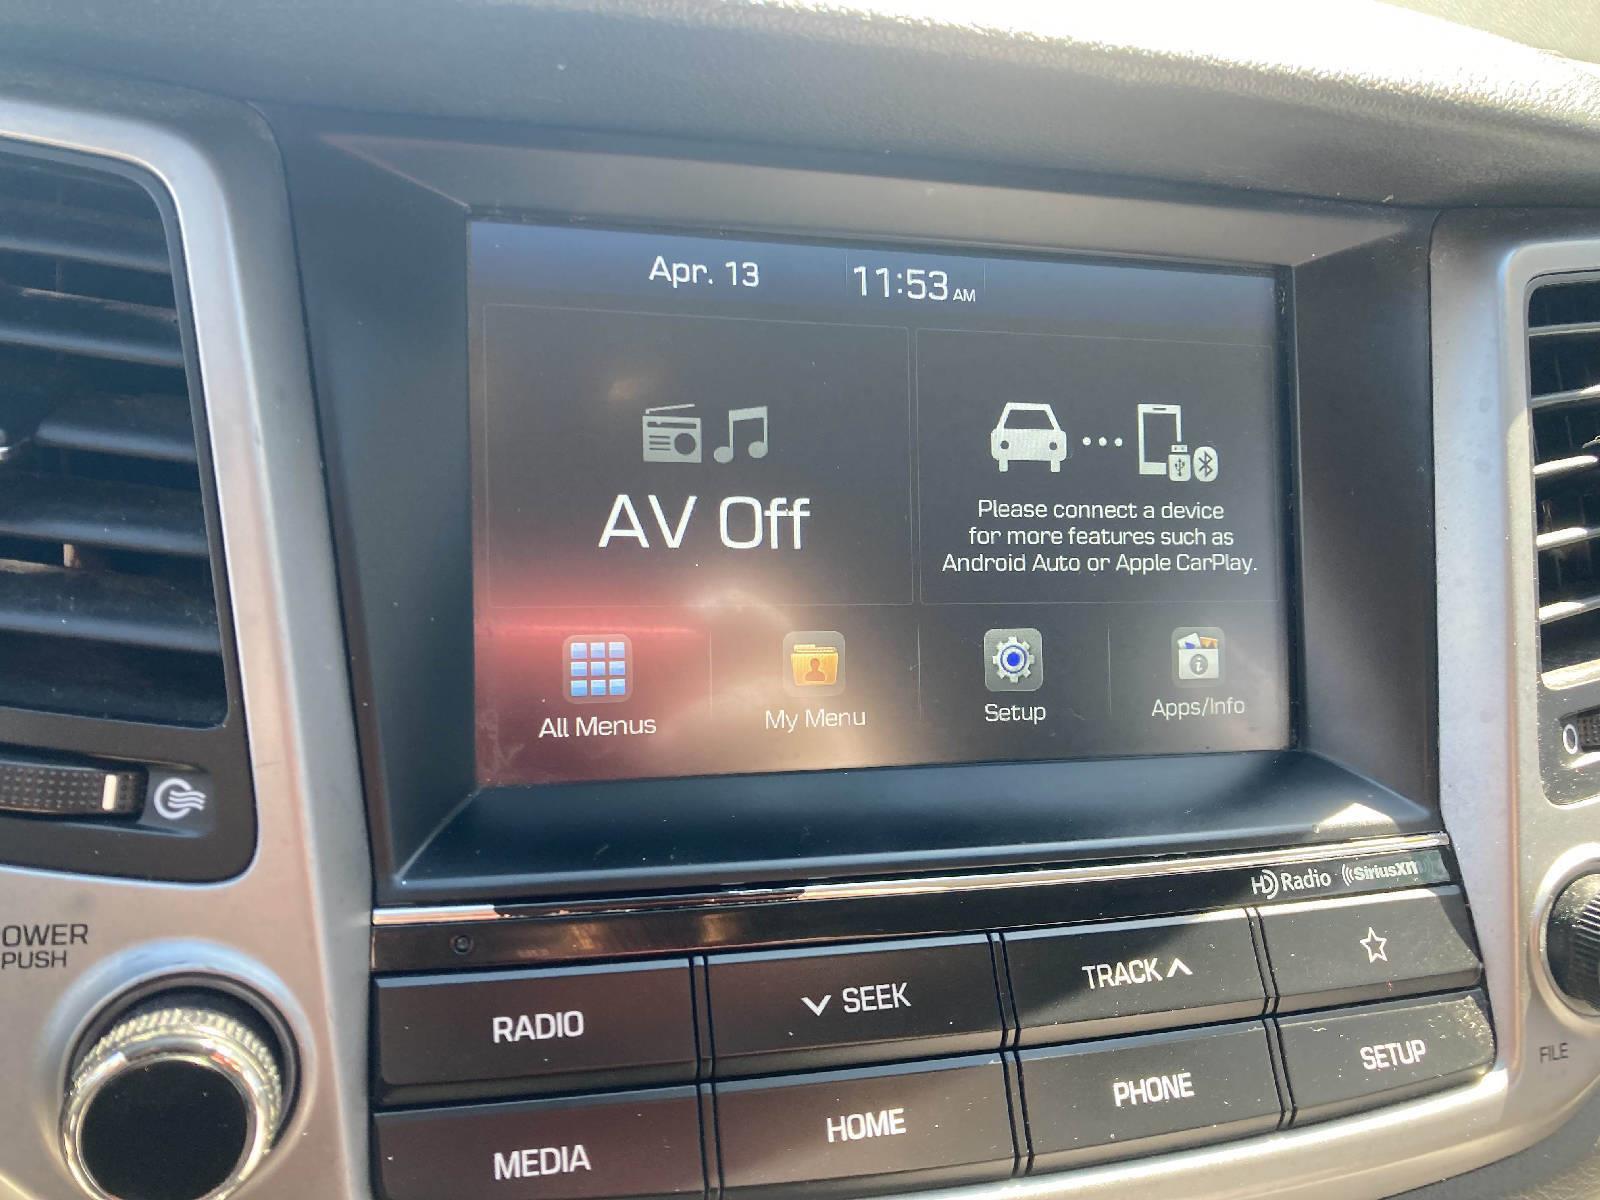 Apr. 13
11:53 AM
AV Off
Please connect a device
for more features such as
Android Auto or Apple CarPlay.
All Menus
My Menu
Setup
Apps/Info
HD Radio
SiriusXM
OWER
PUSH
RADIO
SEEK
TRACK
MEDIA
HOME
PHONE
SETUP
FILE